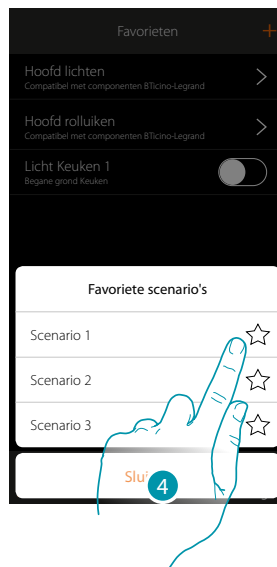 Favorieten
Hoofd lichten
Compatibel met componenten BTicino-Legrand
Hoofd rolluiken
Compatibel met componenten BTicino-Legrand
Licht Keuken 1
Begane grond Keuken
Favoriete scenario's
Scenario 1
Scenario 2
Scenario 3
Slui
4